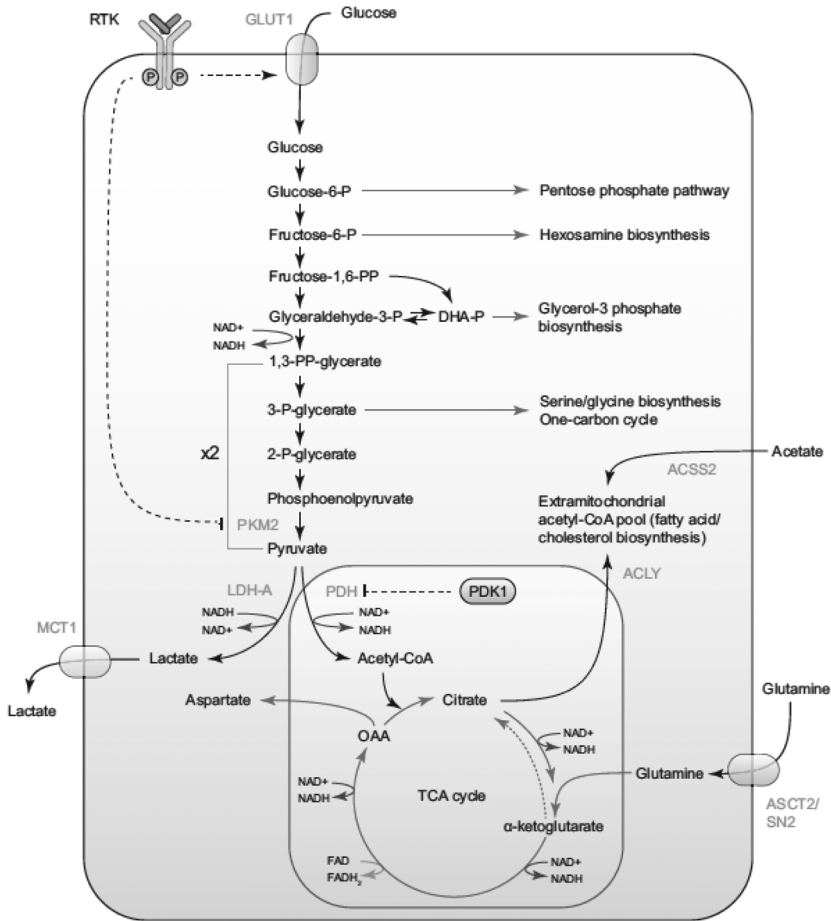 RTK
GLUT1
Glucose
P
P
Glucose
Glucose-6-P
Pentose phosphate pathway
Fructose-6-P
Hexosamine biosynthesis
Fructose-1,6-PP
Glyceraldehyde-3-P
DHA-P
Glycerol-3 phosphate
biosynthesis
NAD+
NADH
1,3-PP-glycerate
3-P-glycerate
Serine/glycine biosynthesis
One-carbon cycle
x2
2-P-glycerate
Acetate
ACSS2
Phosphoenolpyruvate
Extramitochondrial
acetyl-CoA pool (fatty acid/
cholesterol biosynthesis)
PKM2
Pyruvate
ACLY
LDH-A
PDH
PDK1
NADH
NAD+
NAD+
NADH
MCT1
Lactate
Acetyl-CoA
Lactate
Aspartate
Citrate
Glutamine
OAA
NAD+
NADH
NAD+
NADH
TCA cycle
Glutamine
ASCT2/
SN2
α-ketoglutarate
FAD
FADH2
NAD+
NADH